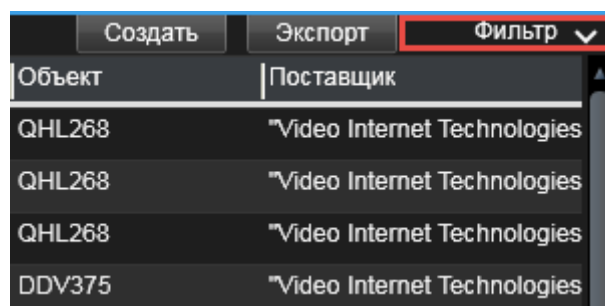 Создать Экспорт Фильтр
Объект Поставщик
QHL268 "Video Internet Technologies
QHL268 "Video Internet Technologies
QHL268 "Video Internet Technologies
DDV375 "Video Internet Technologies